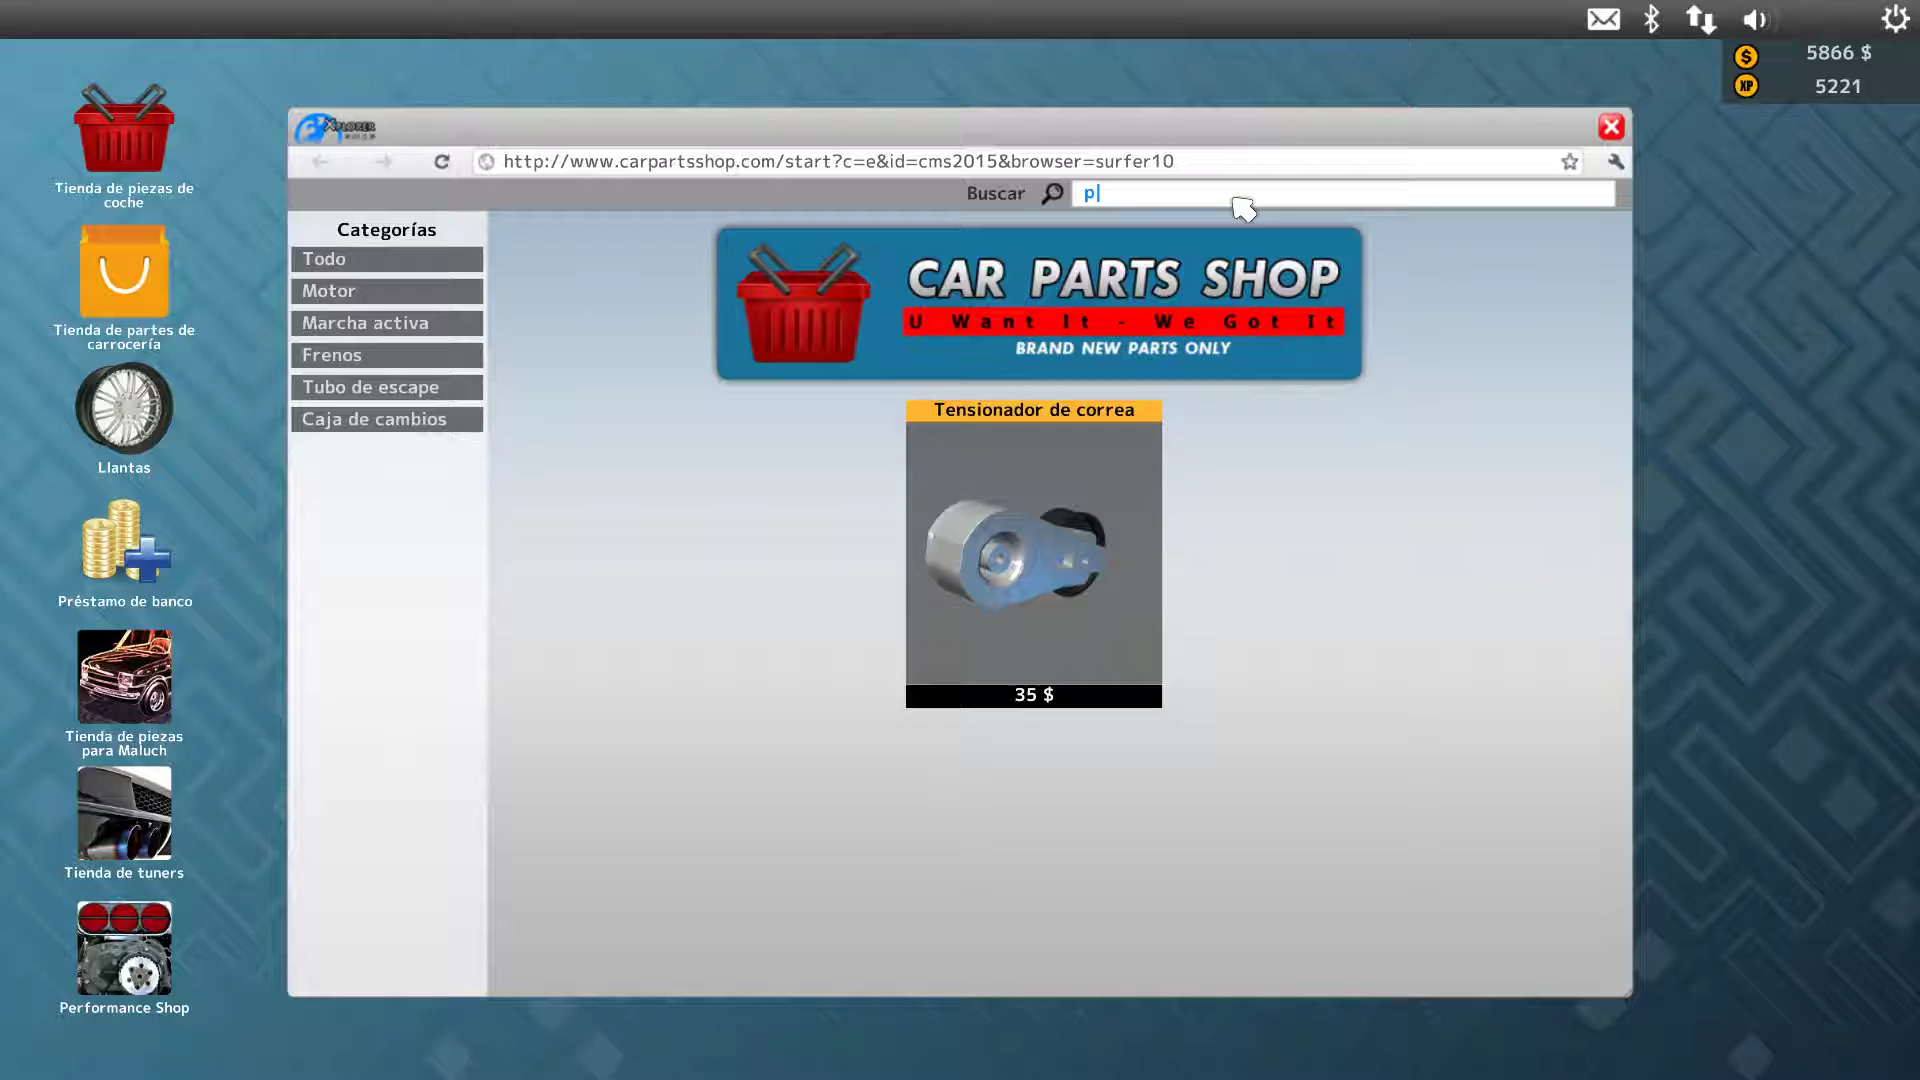 5866 $
XP
5221
Tienda de piezas de
coche
Tienda de partes de
carrocería
Llantas
Préstamo de banco
Tienda de piezas
para Maluch
Tienda de tuners
Performance Shop
XPLORER
http://www.carpartsshop.com/start?c=e&id=cms2015&browser=surfer10
Buscar
p
Categorías
Todo
Motor
Marcha activa
Frenos
Tubo de escape
Caja de cambios
CAR PARTS SHOP
U Want It - We Got It
BRAND NEW PARTS ONLY
Tensionador de correa
35 $